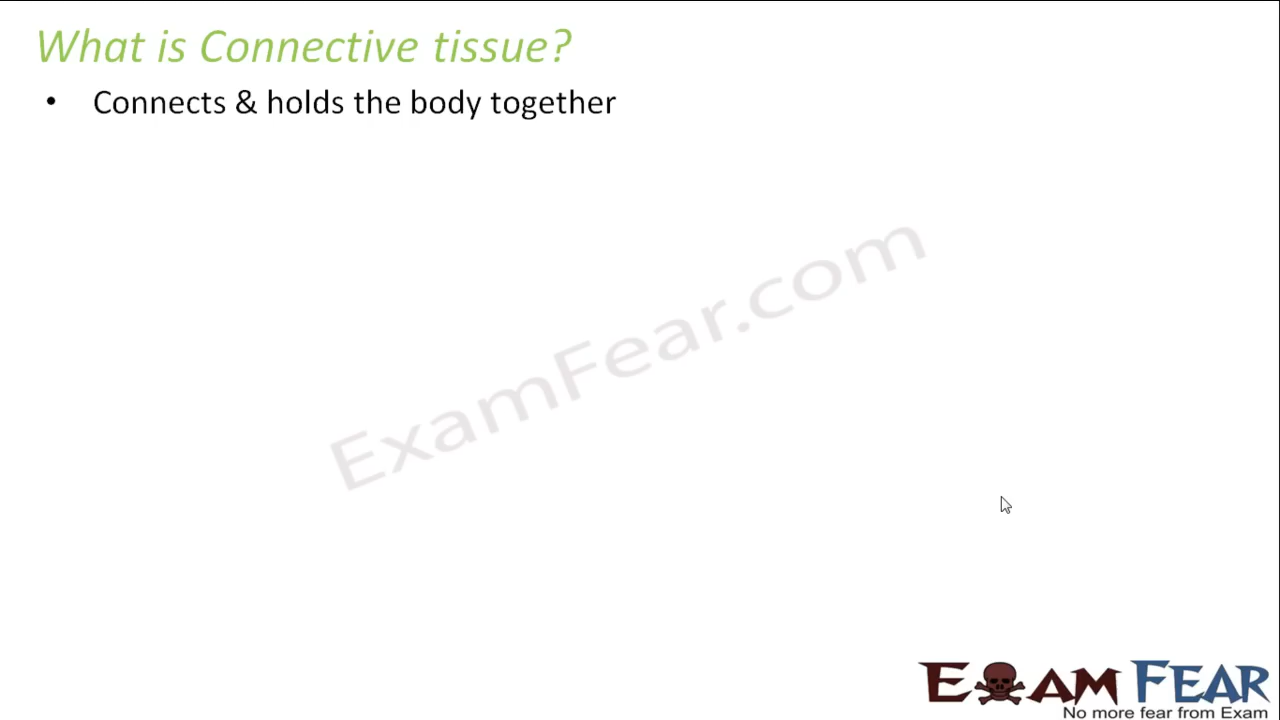 What is Connective tissue?
• Connects & holds the body together
ExamFear.com
EXAM FEAR
No more fear from Exam